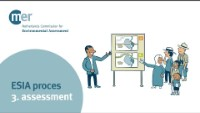 mer
Netherlands Commission for
Environmental Assessment
ESIA proces
3. assessment